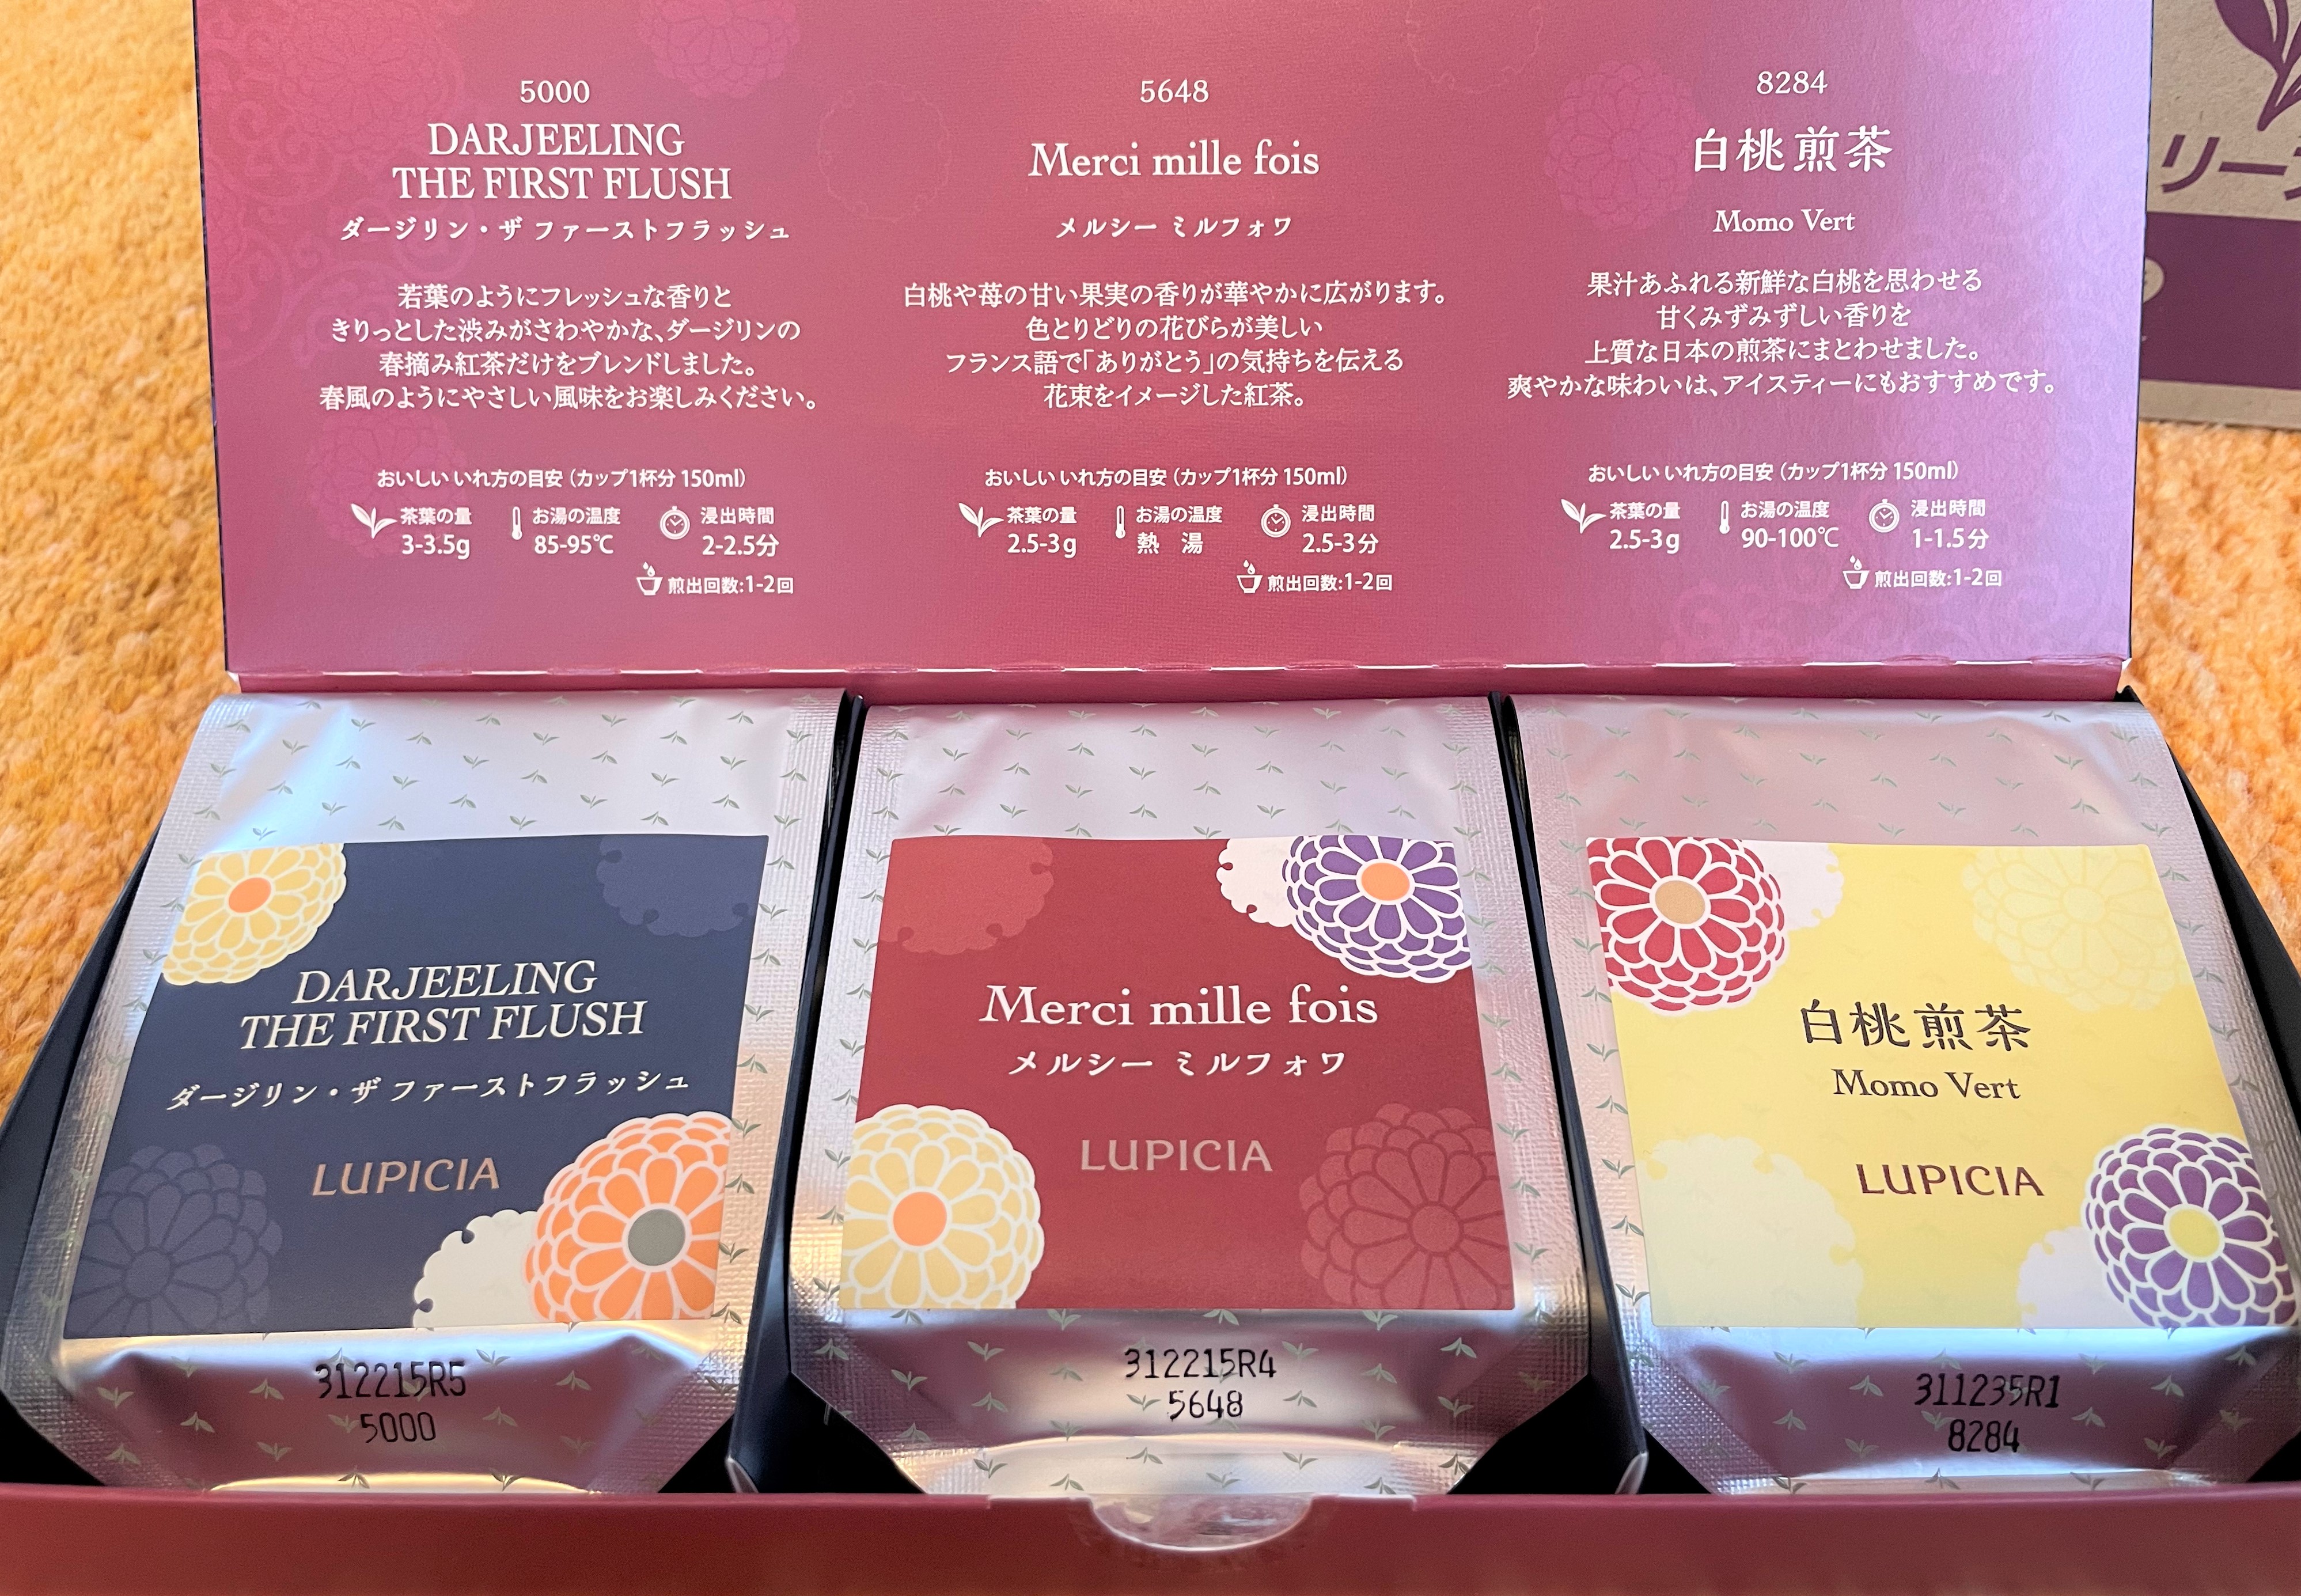 5000
DARJEELING
THE FIRST FLUSH
ダージリン・ザ ファーストフラッシュ
若葉のようにフレッシュな香りと
きりっとした渋みがさわやかな、ダージリンの
春摘み紅茶だけをブレンドしました。
春風のようにやさしい風味をお楽しみください。
おいしい いれ方の目安（カップ1杯分 150ml）
茶葉の量 お湯の温度 浸出時間
3-3.5g 85-95℃ 2-2.5分
煎出回数:1-2回
5648
Merci mille fois
メルシー ミルフォワ
白桃や苺の甘い果実の香りが華やかに広がります。
色とりどりの花びらが美しい
フランス語で「ありがとう」の気持ちを伝える
花束をイメージした紅茶。
おいしい いれ方の目安（カップ1杯分 150ml）
茶葉の量 お湯の温度 浸出時間
2.5-3g 熱 湯 2.5-3分
煎出回数:1-2回
8284
白桃煎茶
Momo Vert
果汁あふれる新鮮な白桃を思わせる
甘くみずみずしい香りを
上質な日本の煎茶にまとわせました。
爽やかな味わいは、アイスティーにもおすすめです。
おいしい いれ方の目安（カップ1杯分 150ml）
茶葉の量 お湯の温度 浸出時間
2.5-3g 90-100℃ 1-1.5分
煎出回数:1-2回
リー
DARJEELING
THE FIRST FLUSH
ダージリン・ザ ファーストフラッシュ
LUPICIA
312215R5
5000
Merci mille fois
メルシー ミルフォワ
LUPICIA
312215R4
5648
白桃煎茶
Momo Vert
LUPICIA
311235R1
8284